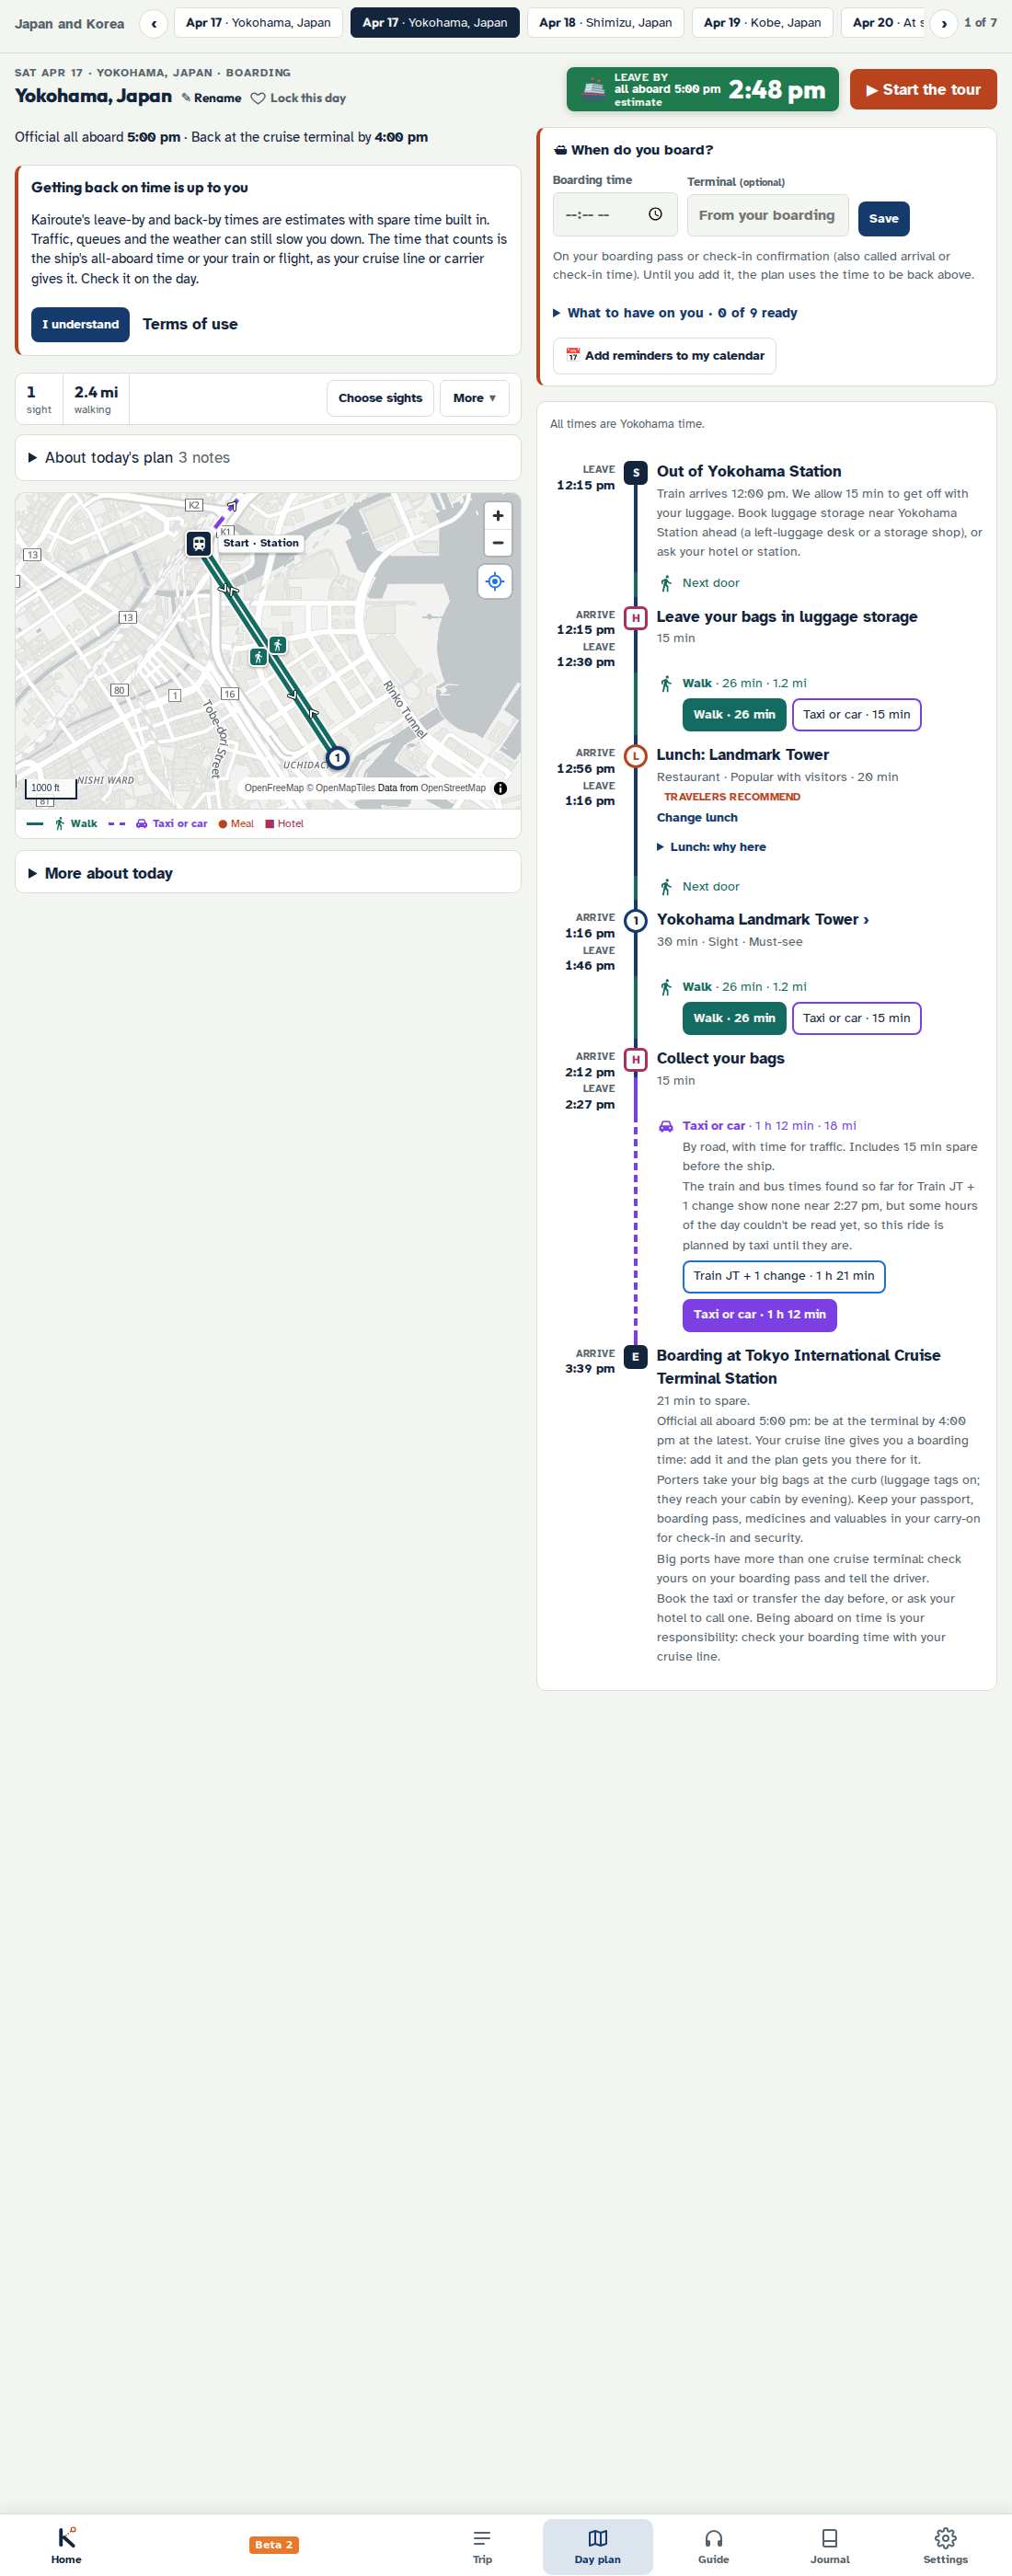 Japan and Korea
‹
Apr 17 · Yokohama, Japan
Apr 17 · Yokohama, Japan
Apr 18 · Shimizu, Japan
Apr 19 · Kobe, Japan
Apr 20 · At s
›
1 of 7
SAT APR 17 · YOKOHAMA, JAPAN · BOARDING
Yokohama, Japan ✎ Rename Lock this day
LEAVE BY
all aboard 5:00 pm
estimate
2:48 pm
▶ Start the tour
Official all aboard 5:00 pm · Back at the cruise terminal by 4:00 pm
Getting back on time is up to you
Kairoute's leave-by and back-by times are estimates with spare time built in.
Traffic, queues and the weather can still slow you down. The time that counts is
the ship's all-aboard time or your train or flight, as your cruise line or carrier
gives it. Check it on the day.
I understand
Terms of use
1
sight
2.4 mi
walking
Choose sights
More ▾
▶ About today's plan 3 notes
K2
K1
Start · Station
13
13
80
1
16
Tobe-dori Street
Rinko Tunnel
1
UCHIDAC
NISHI WARD
81
1000 ft
+
−
OpenFreeMap © OpenMapTiles Data from OpenStreetMap
Walk
Taxi or car
Meal
Hotel
▶ More about today
When do you board?
Boarding time
Terminal (optional)
--:-- --
From your boarding
Save
On your boarding pass or check-in confirmation (also called arrival or
check-in time). Until you add it, the plan uses the time to be back above.
▶ What to have on you · 0 of 9 ready
Add reminders to my calendar
All times are Yokohama time.
LEAVE
12:15 pm
S
Out of Yokohama Station
Train arrives 12:00 pm. We allow 15 min to get off with
your luggage. Book luggage storage near Yokohama
Station ahead (a left-luggage desk or a storage shop), or
ask your hotel or station.
Next door
ARRIVE
12:15 pm
LEAVE
12:30 pm
H
Leave your bags in luggage storage
15 min
Walk · 26 min · 1.2 mi
Walk · 26 min
Taxi or car · 15 min
ARRIVE
12:56 pm
LEAVE
1:16 pm
L
Lunch: Landmark Tower
Restaurant · Popular with visitors · 20 min
TRAVELERS RECOMMEND
Change lunch
▶ Lunch: why here
Next door
ARRIVE
1:16 pm
LEAVE
1:46 pm
1
Yokohama Landmark Tower ›
30 min · Sight · Must-see
Walk · 26 min · 1.2 mi
Walk · 26 min
Taxi or car · 15 min
ARRIVE
2:12 pm
LEAVE
2:27 pm
H
Collect your bags
15 min
Taxi or car · 1 h 12 min · 18 mi
By road, with time for traffic. Includes 15 min spare
before the ship.
The train and bus times found so far for Train JT +
1 change show none near 2:27 pm, but some hours
of the day couldn't be read yet, so this ride is
planned by taxi until they are.
Train JT + 1 change · 1 h 21 min
Taxi or car · 1 h 12 min
ARRIVE
3:39 pm
E
Boarding at Tokyo International Cruise
Terminal Station
21 min to spare.
Official all aboard 5:00 pm: be at the terminal by 4:00
pm at the latest. Your cruise line gives you a boarding
time: add it and the plan gets you there for it.
Porters take your big bags at the curb (luggage tags on;
they reach your cabin by evening). Keep your passport,
boarding pass, medicines and valuables in your carry-on
for check-in and security.
Big ports have more than one cruise terminal: check
yours on your boarding pass and tell the driver.
Book the taxi or transfer the day before, or ask your
hotel to call one. Being aboard on time is your
responsibility: check your boarding time with your
cruise line.
Home
Beta 2
Trip
Day plan
Guide
Journal
Settings